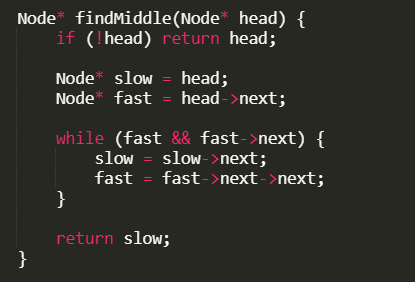 Node* findMiddle(Node* head) {
    if (!head) return head;

    Node* slow = head;
    Node* fast = head->next;

    while (fast && fast->next) {
        slow = slow->next;
        fast = fast->next->next;
    }

    return slow;
}